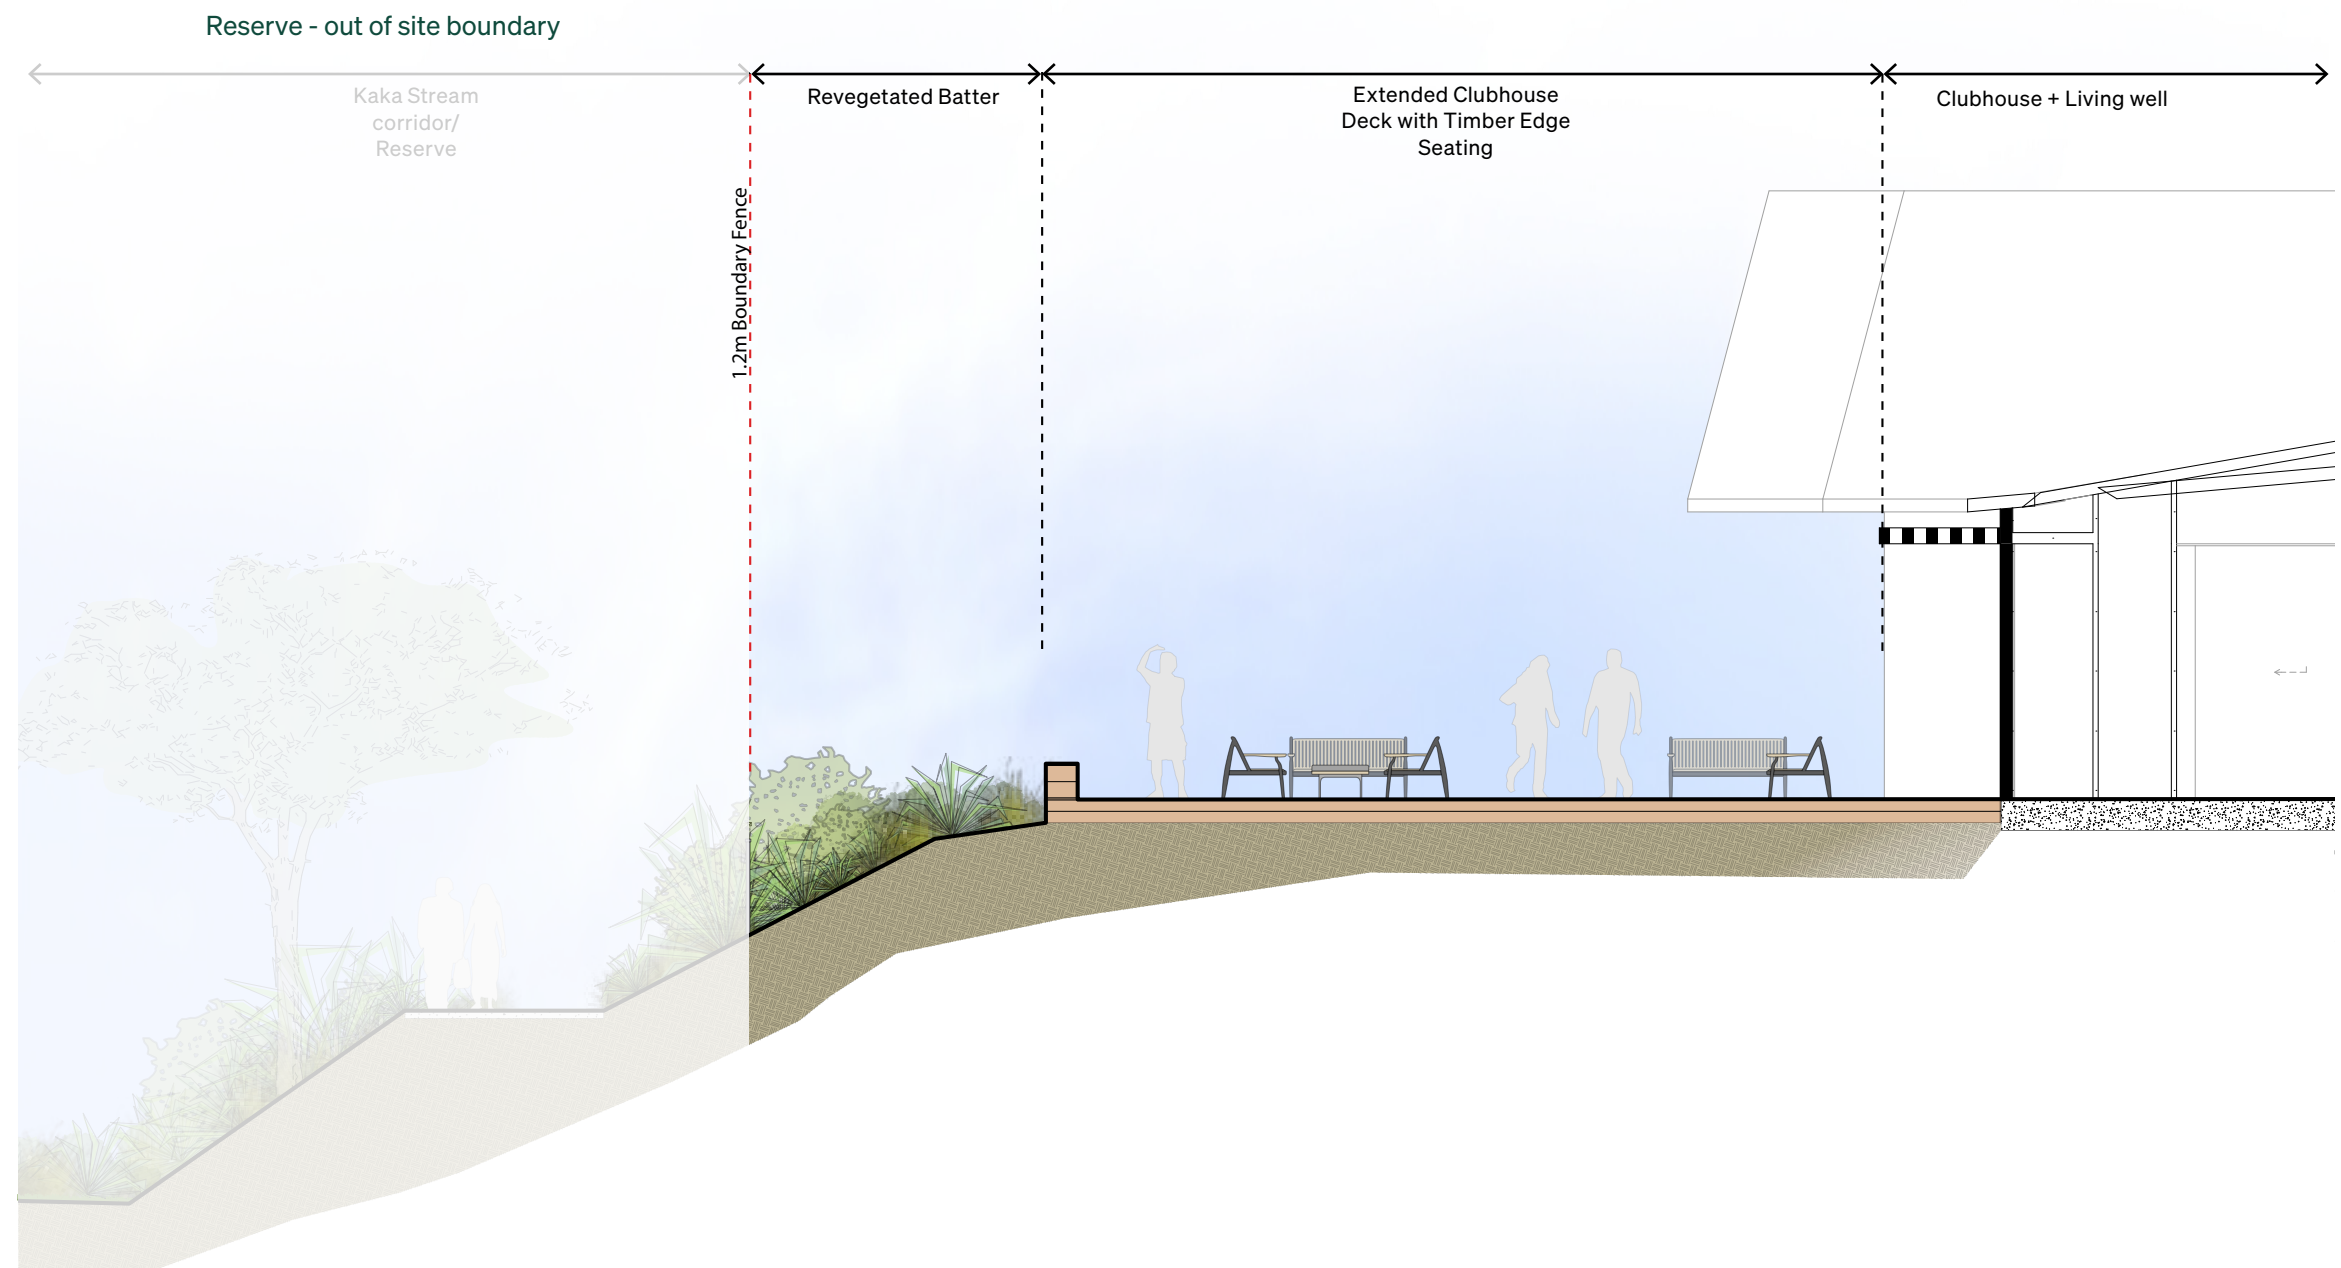 Reserve - out of site boundary
Kaka Stream
corridor/
Reserve
Revegetated Batter
Extended Clubhouse
Deck with Timber Edge
Seating
Clubhouse + Living well
1.2m Boundary Fence